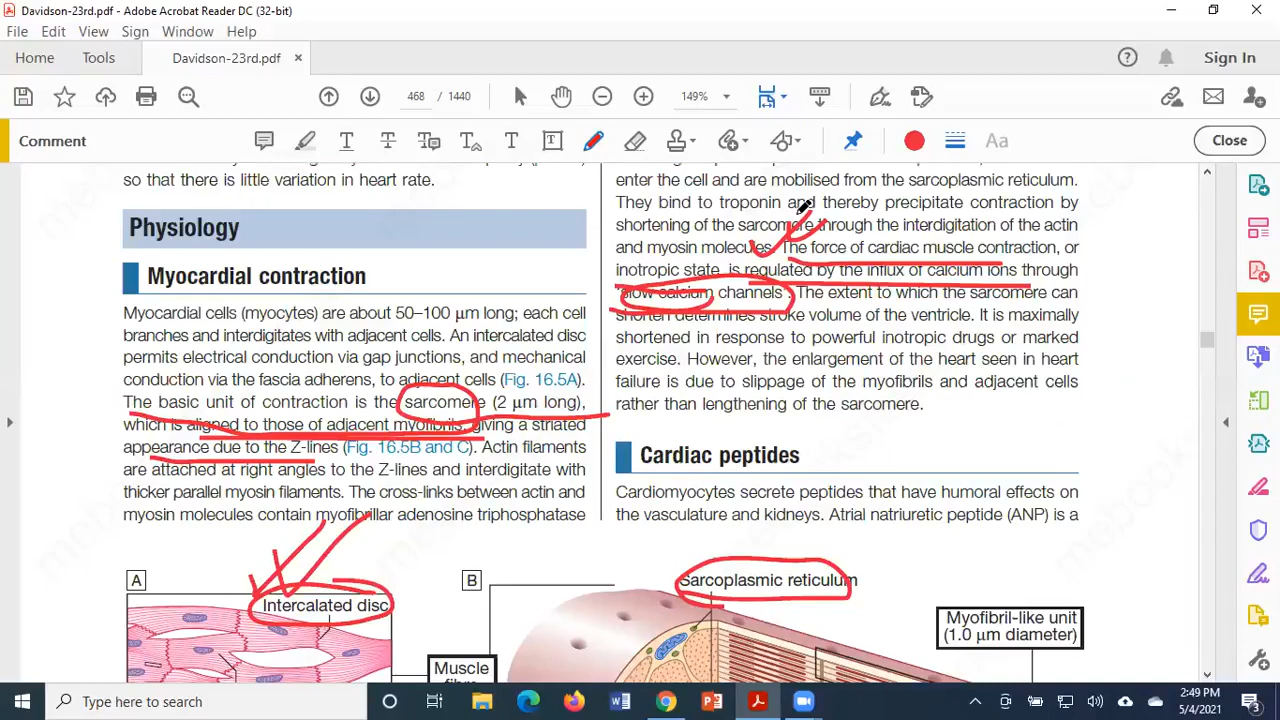 Davidson-23rd.pdf - Adobe Acrobat Reader DC (32-bit)
File Edit View Sign Window Help
Home Tools Davidson-23rd.pdf × Sign In
468 / 1440 149%
Comment Close
so that there is little variation in heart rate.
Physiology
Myocardial contraction
Myocardial cells (myocytes) are about 50–100 μm long; each cell
branches and interdigitates with adjacent cells. An intercalated disc
permits electrical conduction via gap junctions, and mechanical
conduction via the fascia adherens, to adjacent cells (Fig. 16.5A).
The basic unit of contraction is the sarcomere (2 μm long),
which is aligned to those of adjacent myofibrils, giving a striated
appearance due to the Z-lines (Fig. 16.5B and C). Actin filaments
are attached at right angles to the Z-lines and interdigitate with
thicker parallel myosin filaments. The cross-links between actin and
myosin molecules contain myofibrillar adenosine triphosphatase
enter the cell and are mobilised from the sarcoplasmic reticulum.
They bind to troponin and thereby precipitate contraction by
shortening of the sarcomere through the interdigitation of the actin
and myosin molecules. The force of cardiac muscle contraction, or
inotropic state, is regulated by the influx of calcium ions through
'slow calcium channels'. The extent to which the sarcomere can
shorten determines stroke volume of the ventricle. It is maximally
shortened in response to powerful inotropic drugs or marked
exercise. However, the enlargement of the heart seen in heart
failure is due to slippage of the myofibrils and adjacent cells
rather than lengthening of the sarcomere.
Cardiac peptides
Cardiomyocytes secrete peptides that have humoral effects on
the vasculature and kidneys. Atrial natriuretic peptide (ANP) is a
A
Intercalated disc
B
Sarcoplasmic reticulum
Myofibril-like unit
(1.0 μm diameter)
Muscle
fibre
Type here to search
2:49 PM
5/4/2021